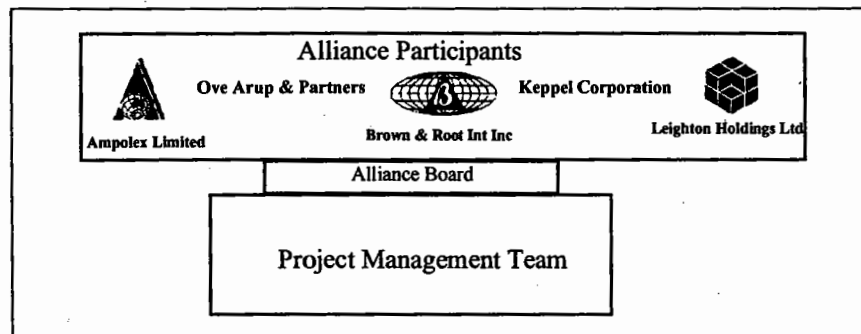 Alliance Participants
Ove Arup & Partners
Keppel Corporation
Ampolex Limited
Brown & Root Int Inc
Leighton Holdings Ltd
Alliance Board
Project Management Team